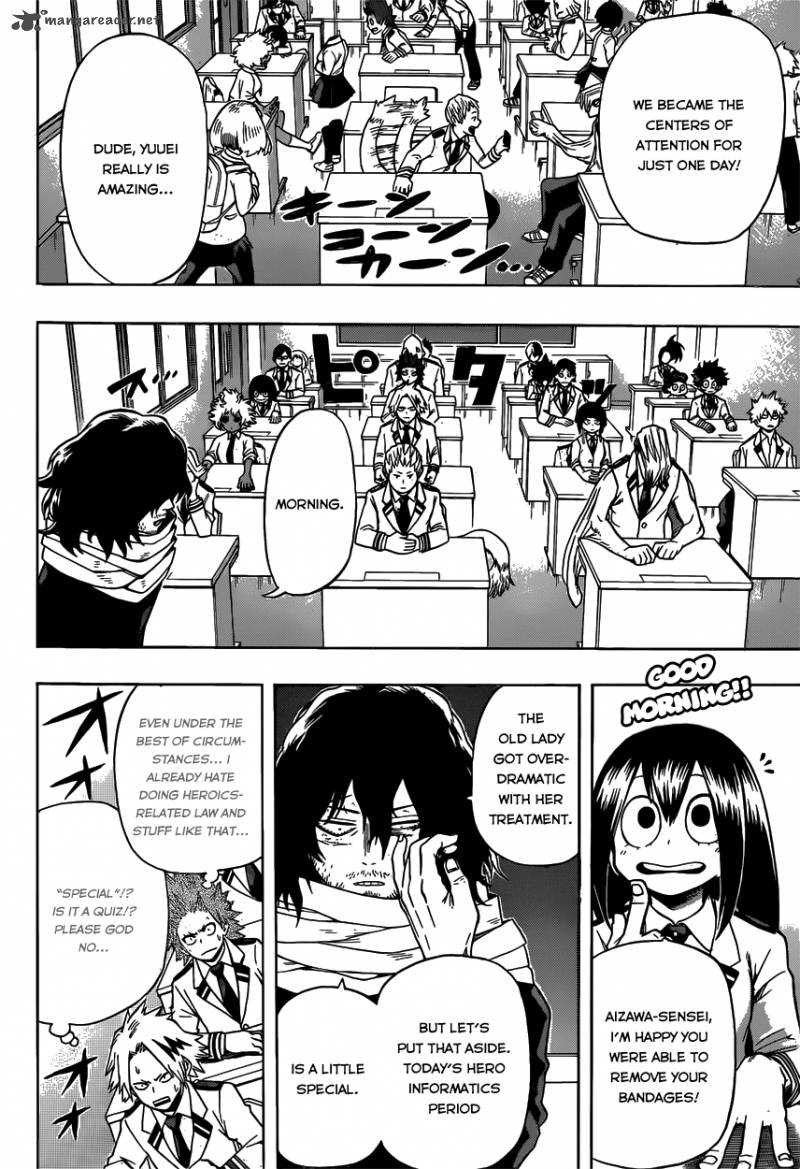 mangareader.net
WE BECAME THE
CENTERS OF
ATTENTION FOR
JUST ONE DAY!
DUDE, YUUEI
REALLY IS
AMAZING...
キーン
コーン
カーン
.....
ス...
ピタッ
MORNING.
GOOD
MORNING!!
AIZAWA-SENSEI,
I'M HAPPY YOU
WERE ABLE TO
REMOVE YOUR
BANDAGES!
THE
OLD LADY
GOT OVER-
DRAMATIC
WITH HER
TREATMENT.
BUT LET'S
PUT THAT ASIDE.
TODAY'S HERO
INFORMATICS
PERIOD
IS A LITTLE
SPECIAL.
EVEN UNDER THE
BEST OF CIRCUM-
STANCES... I
ALREADY HATE
DOING HEROICS-
RELATED LAW AND
STUFF LIKE THAT...
"SPECIAL"!?
IS IT A QUIZ!?
PLEASE GOD
NO...